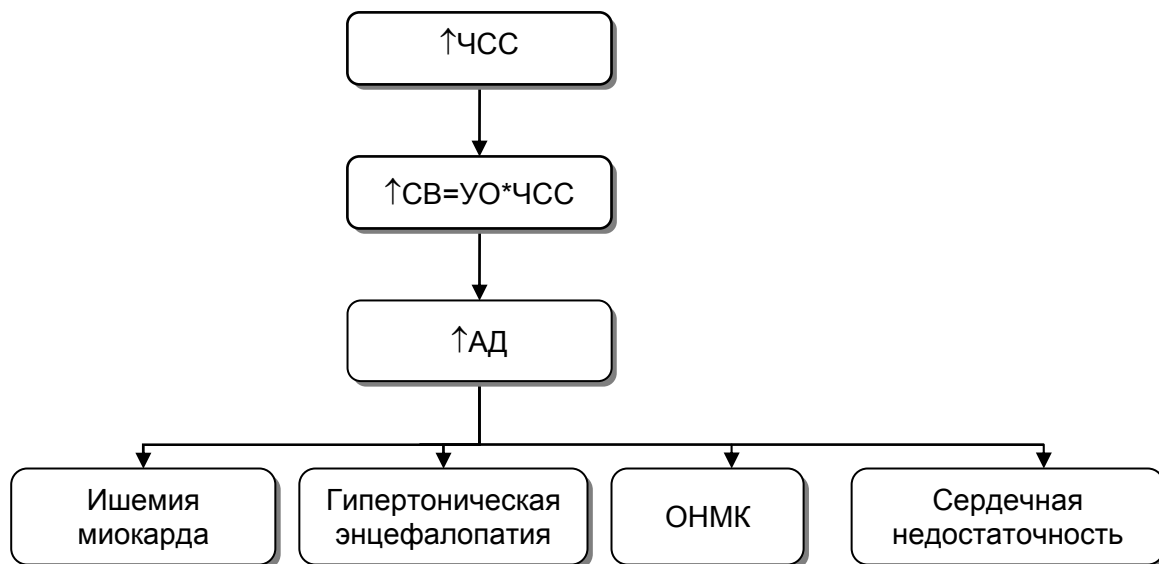 ↑ЧСС
↑СВ=УО*ЧСС
↑АД
Ишемия
миокарда
Гипертоническая
энцефалопатия
ОНМК
Сердечная
недостаточность